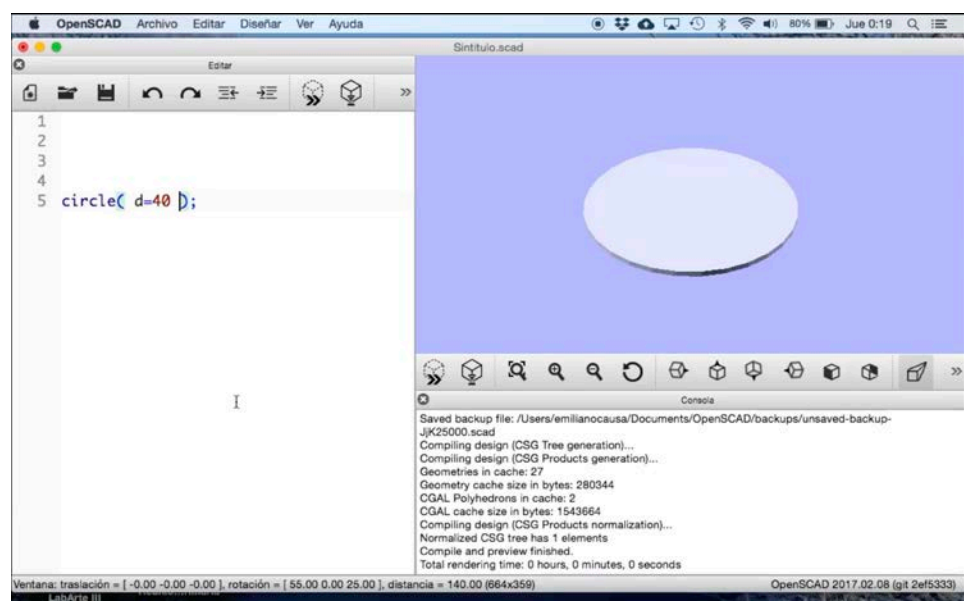 OpenSCAD Archivo Editar Diseñar Ver Ayuda 80% Jue 0:19
Sintitulo.scad
Editar
1
2
3
4
5 circle( d=40 );
Consola
Saved backup file: /Users/emilianocausa/Documents/OpenSCAD/backups/unsaved-backup-
JjK25000.scad
Compiling design (CSG Tree generation)...
Compiling design (CSG Products generation)...
Geometries in cache: 27
Geometry cache size in bytes: 280344
CGAL Polyhedrons in cache: 2
CGAL cache size in bytes: 1543664
Compiling design (CSG Products normalization)...
Normalized CSG tree has 1 elements
Compile and preview finished.
Total rendering time: 0 hours, 0 minutes, 0 seconds
Ventana: traslación = [ -0.00 -0.00 -0.00 ], rotación = [ 55.00 0.00 25.00 ], distancia = 140.00 (664x359) OpenSCAD 2017.02.08 (git 2ef5333)
LabArte III